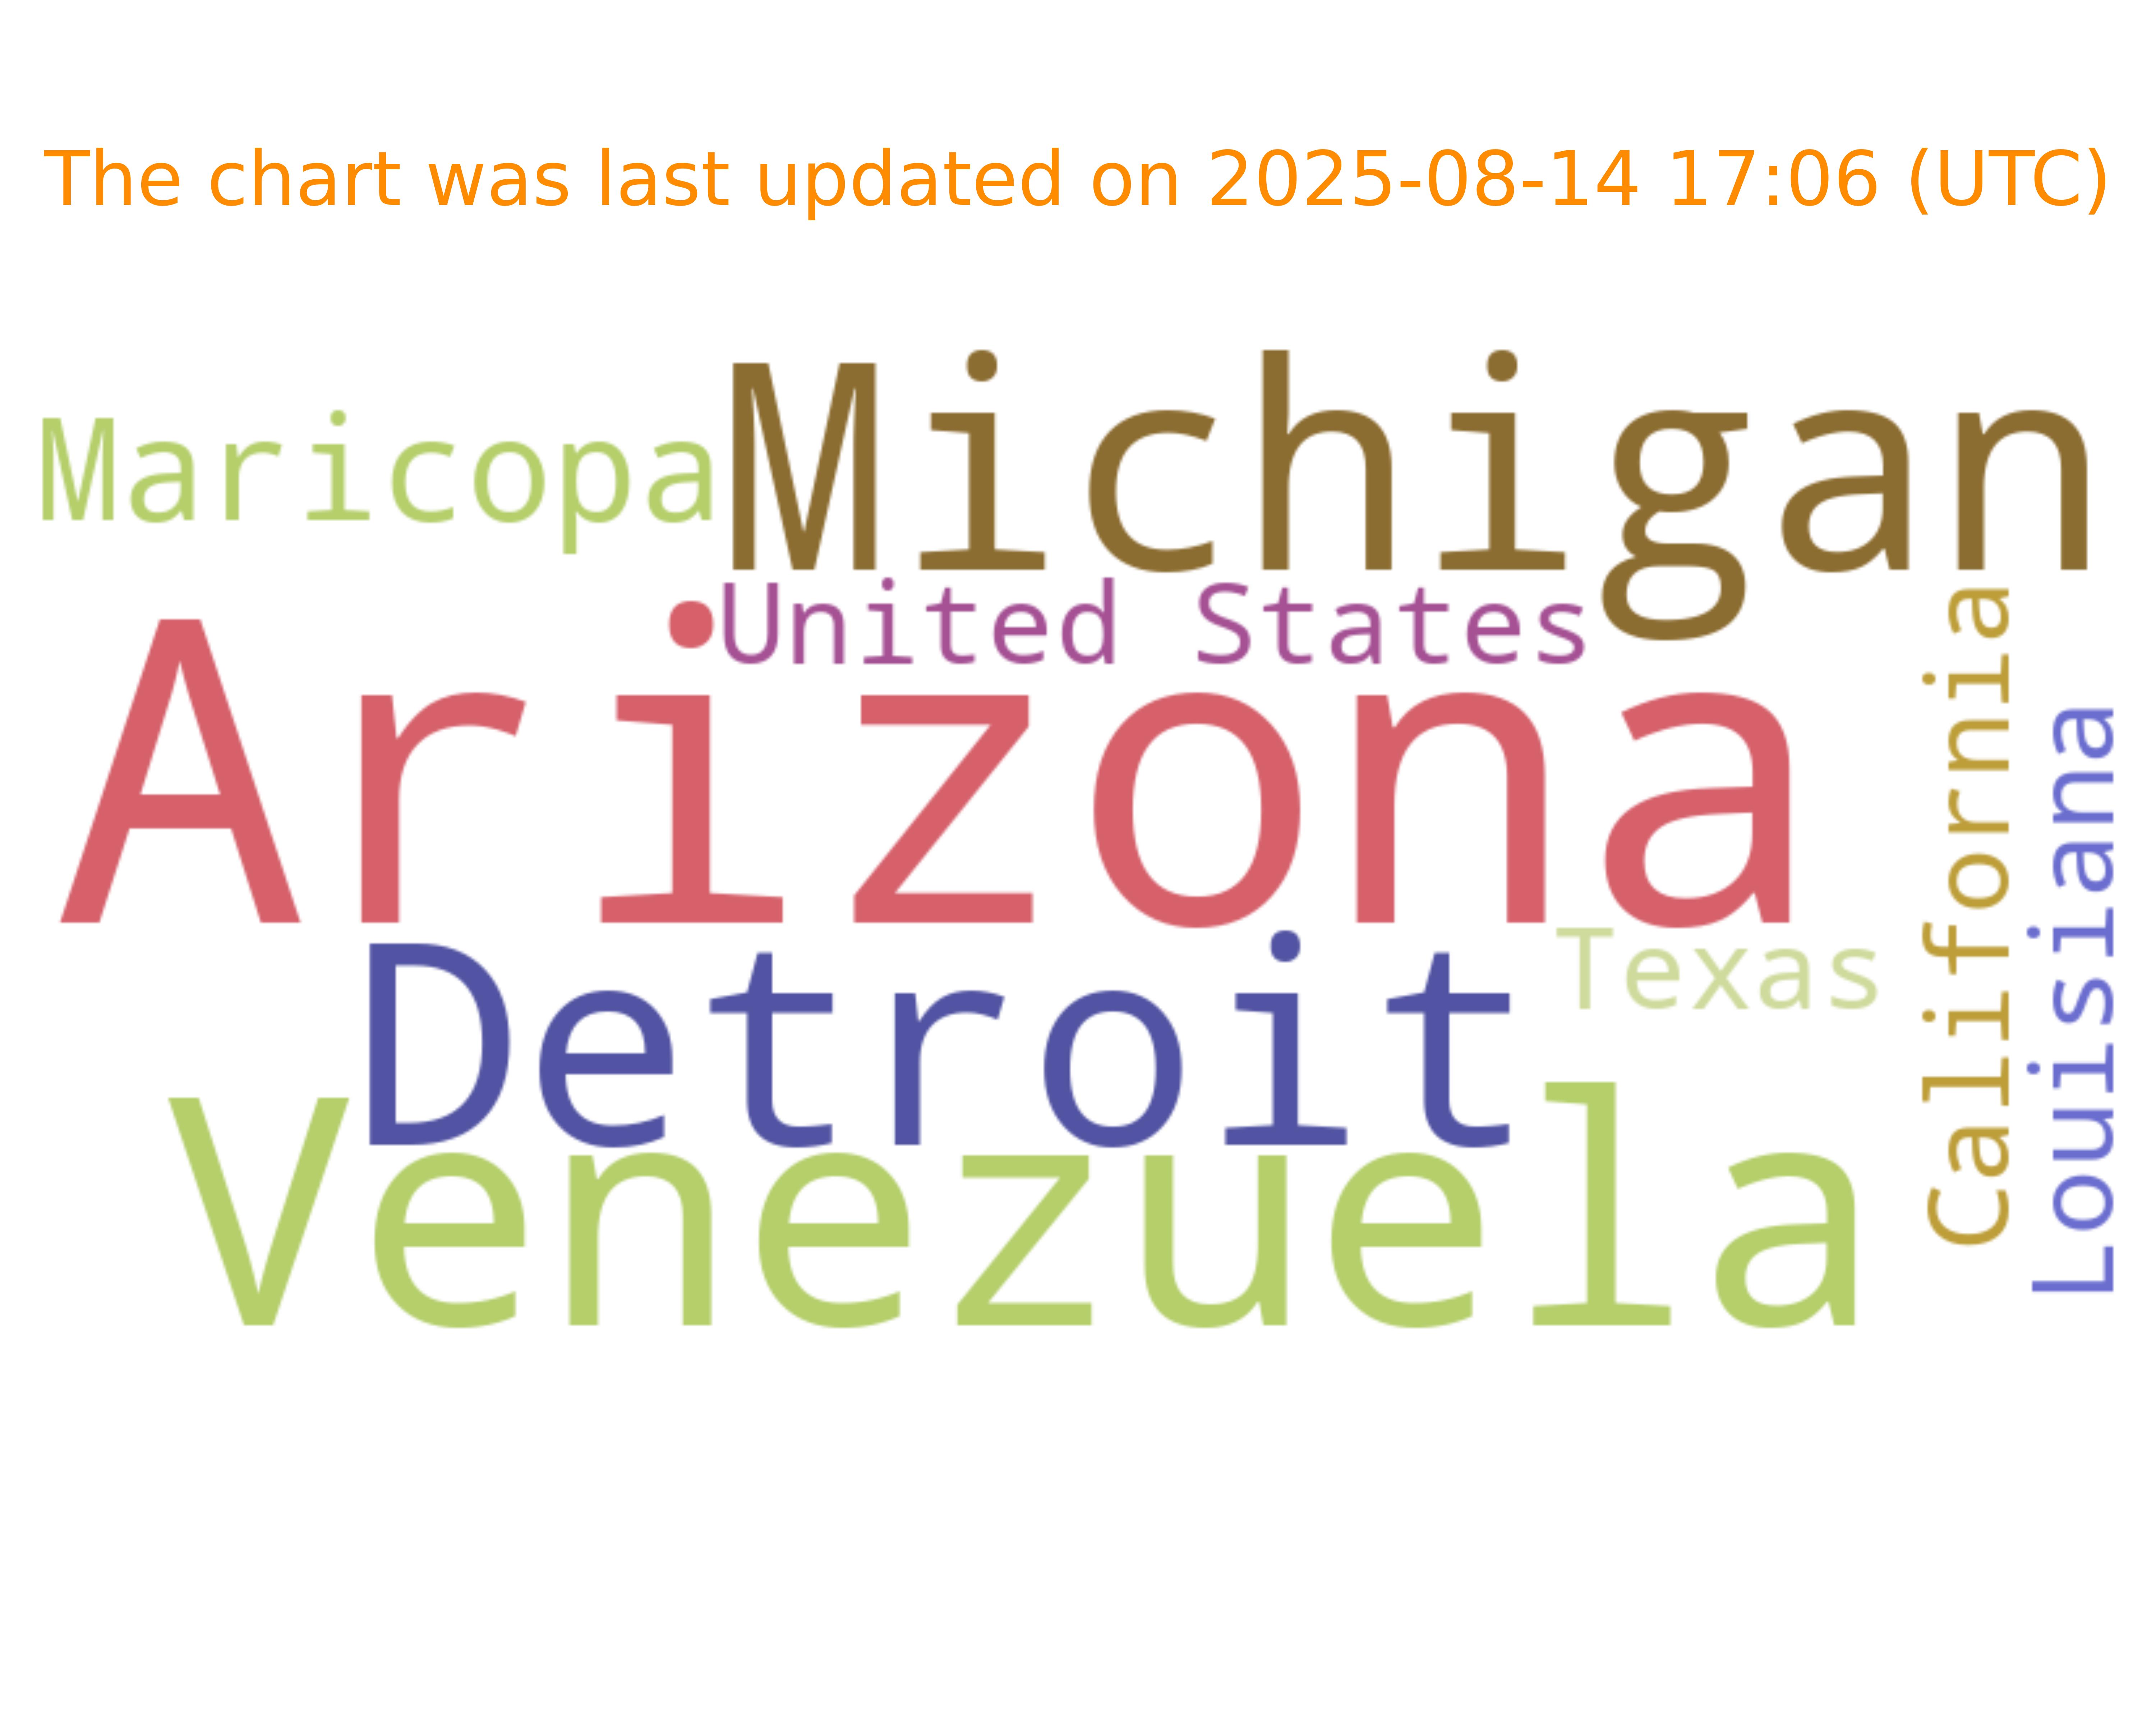 The chart was last updated on 2025-08-14 17:06 (UTC)
Maricopa
Michigan
United States
Arizona
California
Louisiana
Detroit
Texas
Venezuela